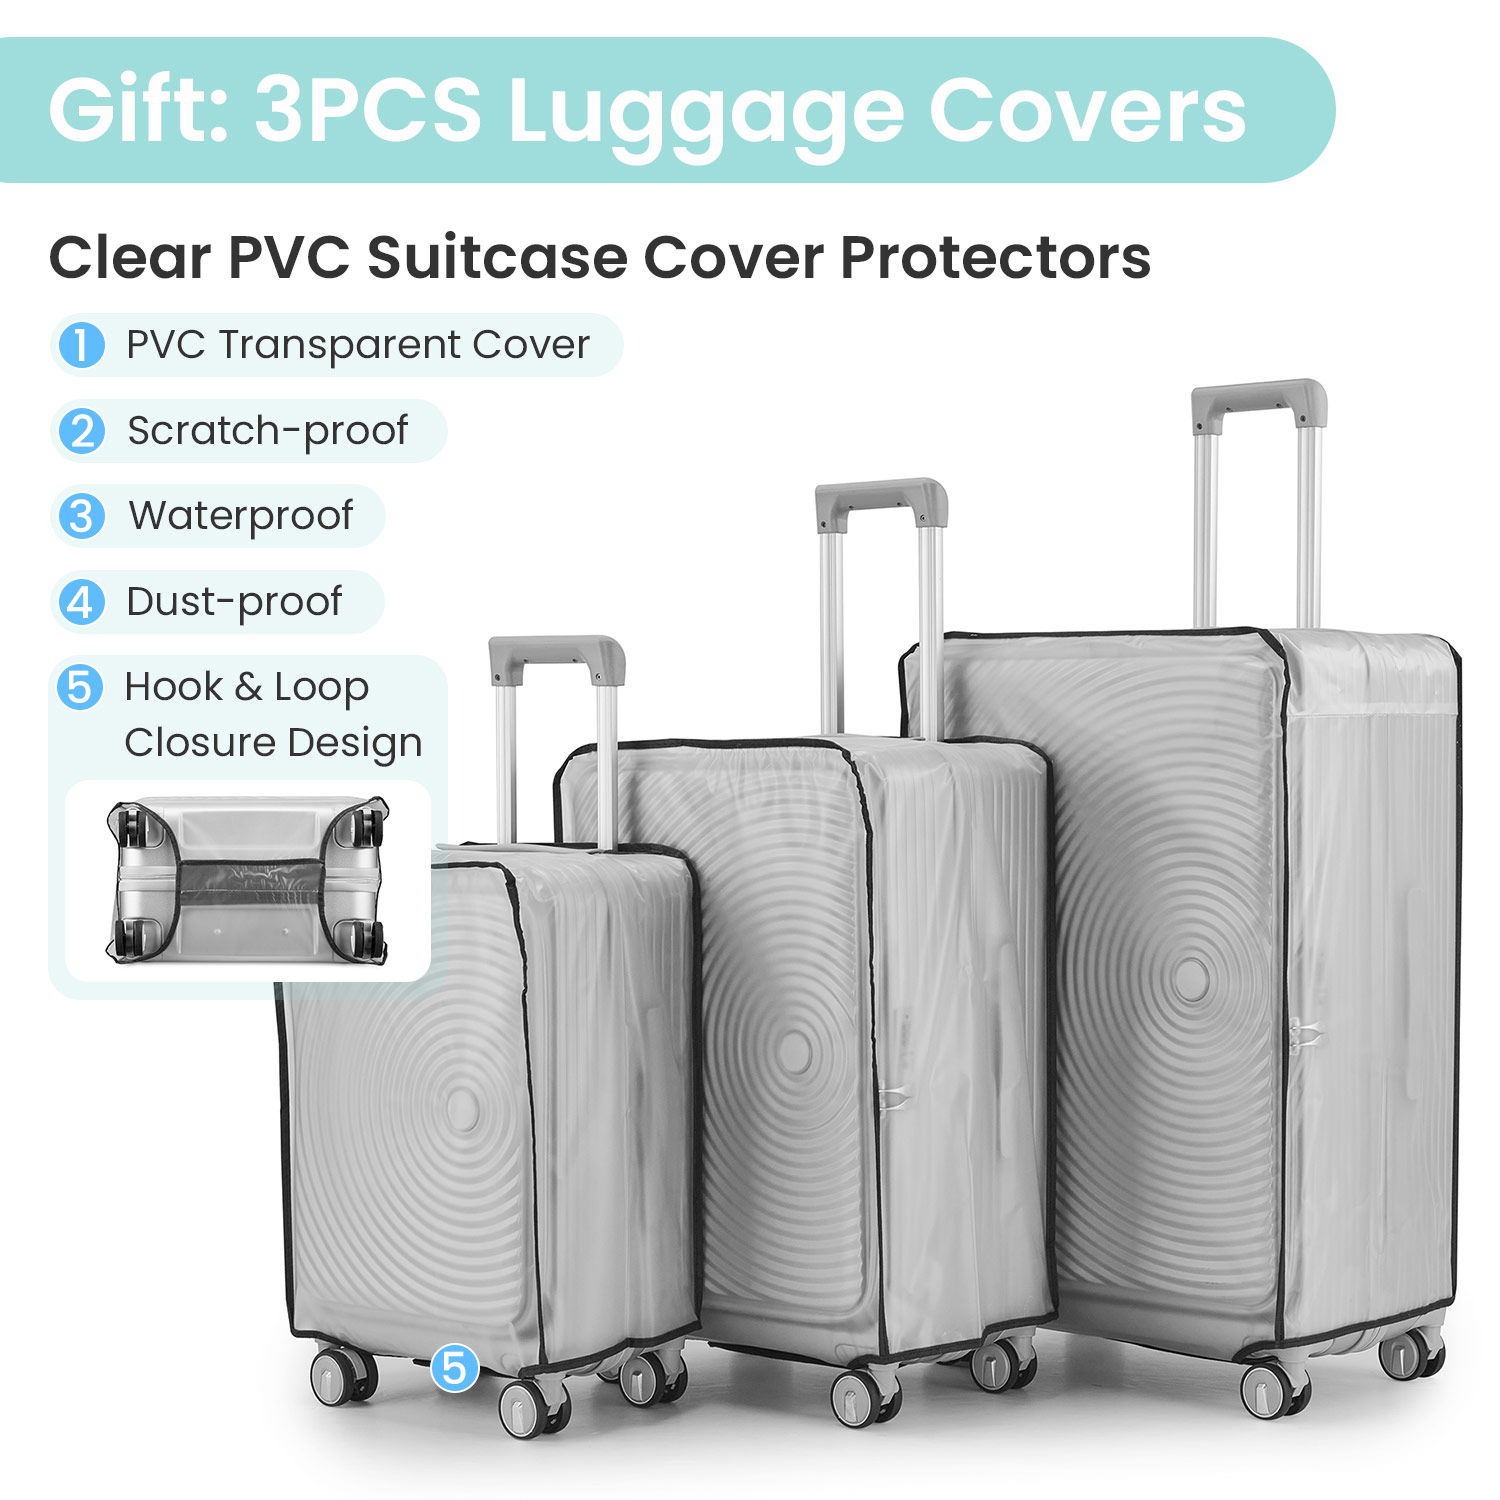 Gift: 3PCS Luggage Covers
Clear PVC Suitcase Cover Protectors
1 PVC Transparent Cover
2 Scratch-proof
3 Waterproof
4 Dust-proof
5 Hook & Loop
Closure Design
5